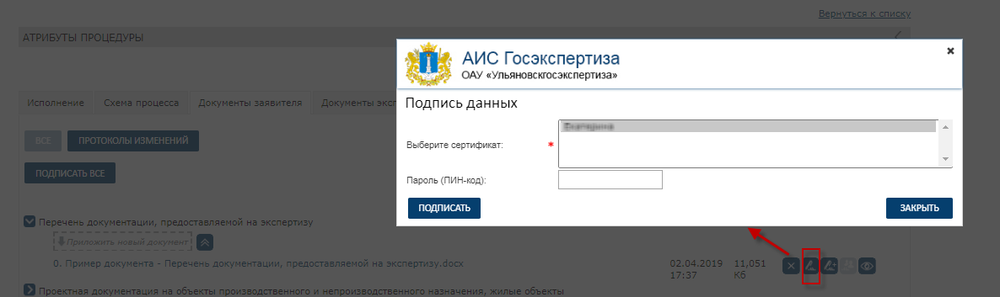 Вернуться к списку
АТРИБУТЫ ПРОЦЕДУРЫ
АИС Госэкспертиза
ОАУ «Ульяновскгосэкспертиза»
Подпись данных
Исполнение Схема процесса Документы заявителя Документы эксп
ВСЕ ПРОТОКОЛЫ ИЗМЕНЕНИЙ
Екатерина
Выберите сертификат: *
ПОДПИСАТЬ ВСЕ
Пароль (ПИН-код):
ПОДПИСАТЬ ЗАКРЫТЬ
Перечень документации, предоставляемой на экспертизу
Приложить новый документ
0. Пример документа - Перечень документации, предоставляемой на экспертизу.docx 02.04.2019 11,051
17:37 Кб
Проектная документация на объекты производственного и непроизводственного назначения, жилые объекты